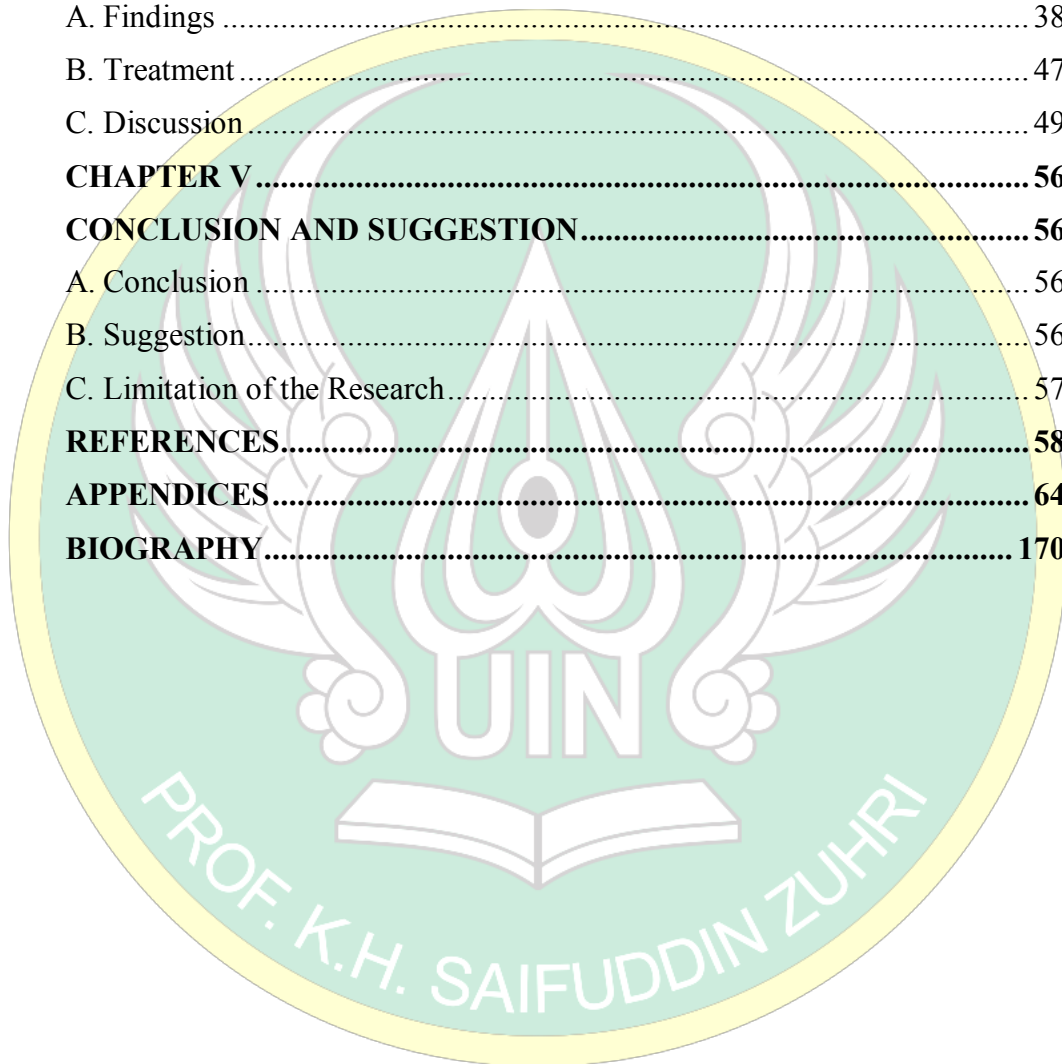 A. Findings ........................................................................................................ 38
B. Treatment ...................................................................................................... 47
C. Discussion ..................................................................................................... 49
CHAPTER V .................................................................................................... 56
CONCLUSION AND SUGGESTION ............................................................ 56
A. Conclusion .................................................................................................... 56
B. Suggestion ..................................................................................................... 56
C. Limitation of the Research ............................................................................ 57
REFERENCES ................................................................................................. 58
APPENDICES .................................................................................................. 64
BIOGRAPHY ................................................................................................. 170
UIN
PROF. K.H. SAIFUDDIN ZUHRI